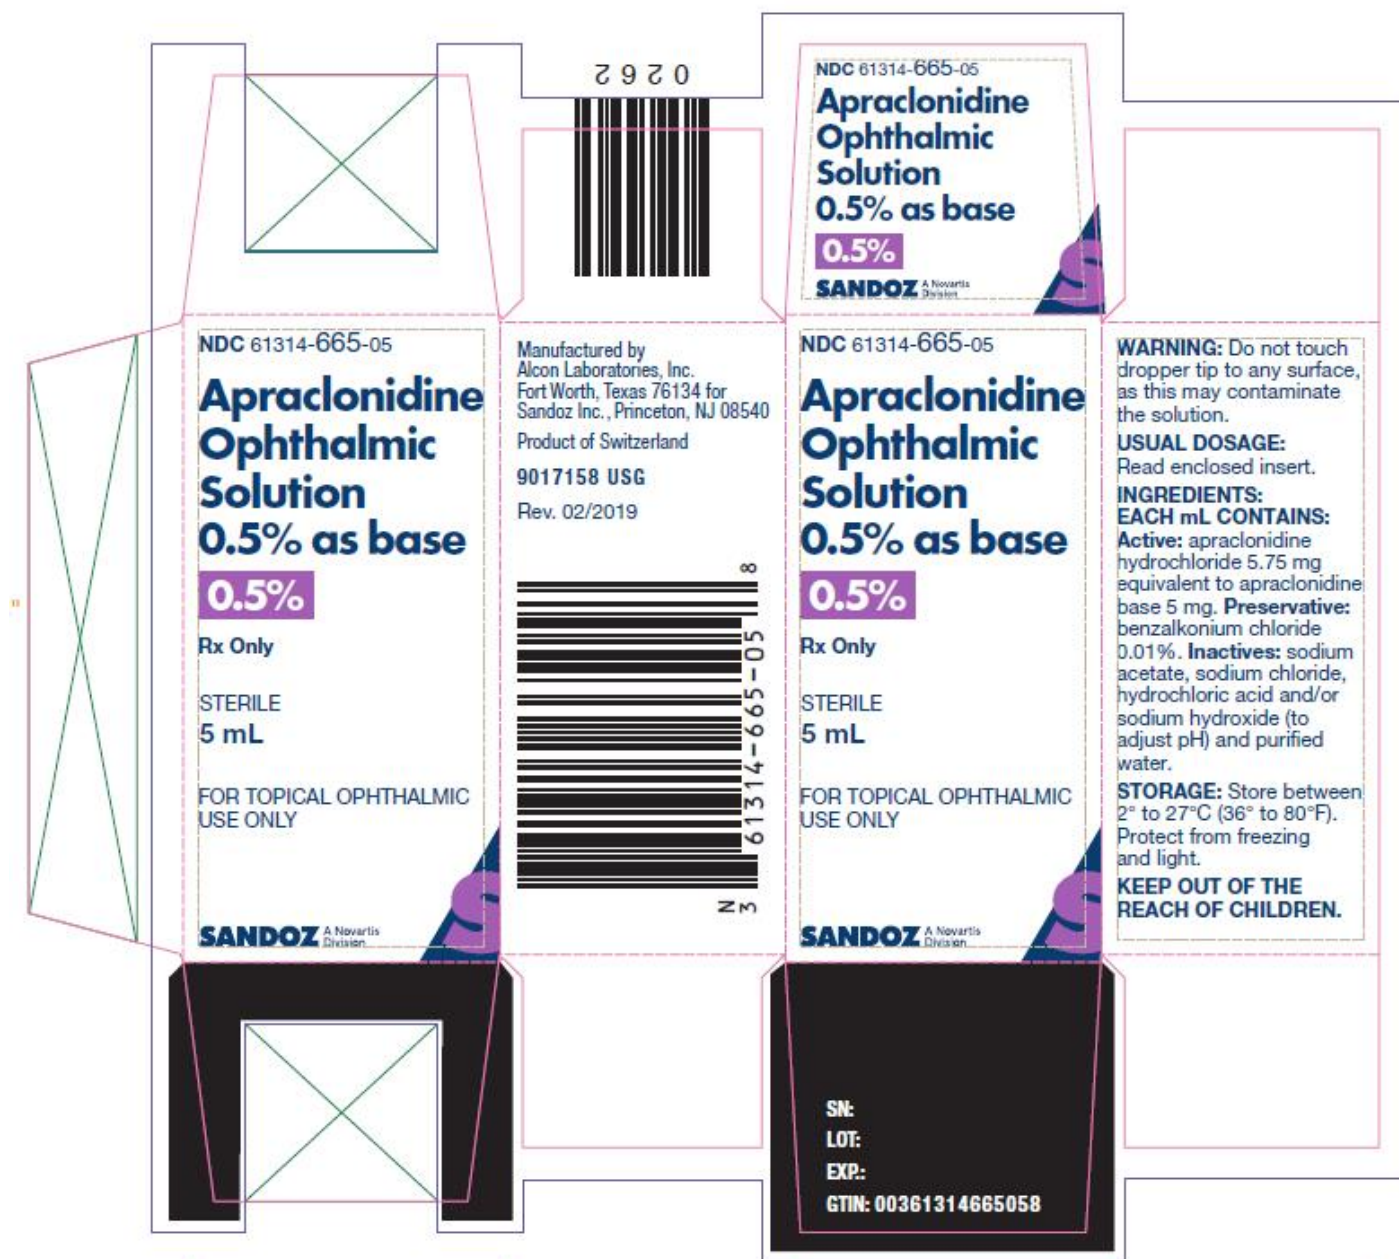 0262
NDC 61314-665-05
Apraclonidine
Ophthalmic
Solution
0.5% as base
0.5%
SANDOZ A Novartis
Division
NDC 61314-665-05
Apraclonidine
Ophthalmic
Solution
0.5% as base
0.5%
Rx Only
STERILE
5 mL
FOR TOPICAL OPHTHALMIC
USE ONLY
SANDOZ A Novartis
Division
Manufactured by
Alcon Laboratories, Inc.
Fort Worth, Texas 76134 for
Sandoz Inc., Princeton, NJ 08540
Product of Switzerland
9017158 USG
Rev. 02/2019
N
3 61314-665-05 8
NDC 61314-665-05
Apraclonidine
Ophthalmic
Solution
0.5% as base
0.5%
Rx Only
STERILE
5 mL
FOR TOPICAL OPHTHALMIC
USE ONLY
SANDOZ A Novartis
Division
WARNING: Do not touch
dropper tip to any surface,
as this may contaminate
the solution.
USUAL DOSAGE:
Read enclosed insert.
INGREDIENTS:
EACH mL CONTAINS:
Active: apraclonidine
hydrochloride 5.75 mg
equivalent to apraclonidine
base 5 mg. Preservative:
benzalkonium chloride
0.01%. Inactives: sodium
acetate, sodium chloride,
hydrochloric acid and/or
sodium hydroxide (to
adjust pH) and purified
water.
STORAGE: Store between
2° to 27°C (36° to 80°F).
Protect from freezing
and light.
KEEP OUT OF THE
REACH OF CHILDREN.
SN:
LOT:
EXP.:
GTIN: 00361314665058